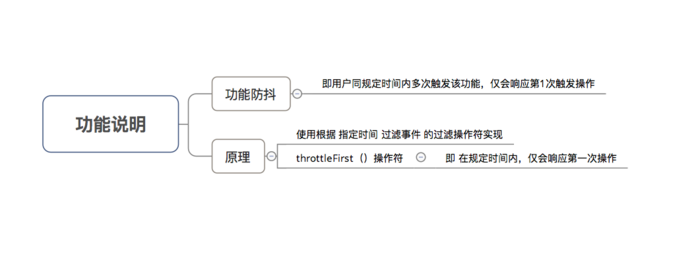 功能说明
功能防抖
即用户同规定时间内多次触发该功能，仅会响应第1次触发操作
原理
使用根据 指定时间 过滤事件 的过滤操作符实现
throttleFirst（）操作符
即 在规定时间内，仅会响应第一次操作